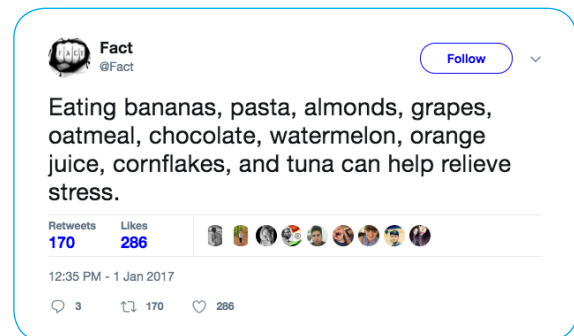 FACT
Fact
@Fact
Follow
Eating bananas, pasta, almonds, grapes,
oatmeal, chocolate, watermelon, orange
juice, cornflakes, and tuna can help relieve
stress.
Retweets Likes
170 286
12:35 PM - 1 Jan 2017
3 170 286